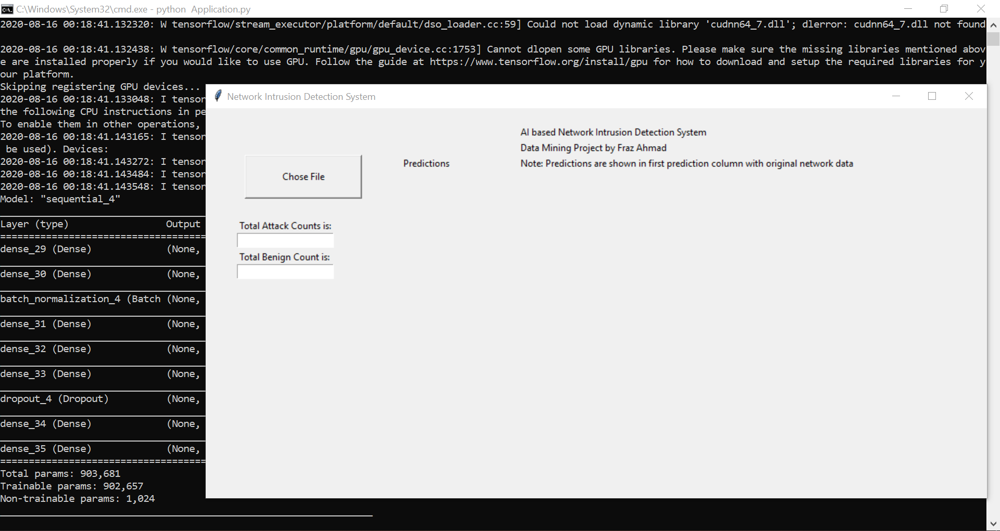 C:\Windows\System32\cmd.exe - python  Application.py
2020-08-16 00:18:41.132320: W tensorflow/stream_executor/platform/default/dso_loader.cc:59] Could not load dynamic library 'cudnn64_7.dll'; dlerror: cudnn64_7.dll not found
2020-08-16 00:18:41.132438: W tensorflow/core/common_runtime/gpu/gpu_device.cc:1753] Cannot dlopen some GPU libraries. Please make sure the missing libraries mentioned abov
e are installed properly if you would like to use GPU. Follow the guide at https://www.tensorflow.org/install/gpu for how to download and setup the required libraries for y
our platform.
Skipping registering GPU devices...
2020-08-16 00:18:41.133048: I tensor
the following CPU instructions in pe
To enable them in other operations,
2020-08-16 00:18:41.143165: I tensor
 be used). Devices:
2020-08-16 00:18:41.143272: I tensor
2020-08-16 00:18:41.143484: I tensor
2020-08-16 00:18:41.143548: I tensor
Model: "sequential_4"
Layer (type)                 Output
dense_29 (Dense)             (None,
dense_30 (Dense)             (None,
batch_normalization_4 (Batch (None,
dense_31 (Dense)             (None,
dense_32 (Dense)             (None,
dense_33 (Dense)             (None,
dropout_4 (Dropout)          (None,
dense_34 (Dense)             (None,
dense_35 (Dense)             (None,
Total params: 903,681
Trainable params: 902,657
Non-trainable params: 1,024
Network Intrusion Detection System
AI based Network Intrusion Detection System
Data Mining Project by Fraz Ahmad
Predictions
Note: Predictions are shown in first prediction column with original network data
Chose File
Total Attack Counts is:
Total Benign Count is: